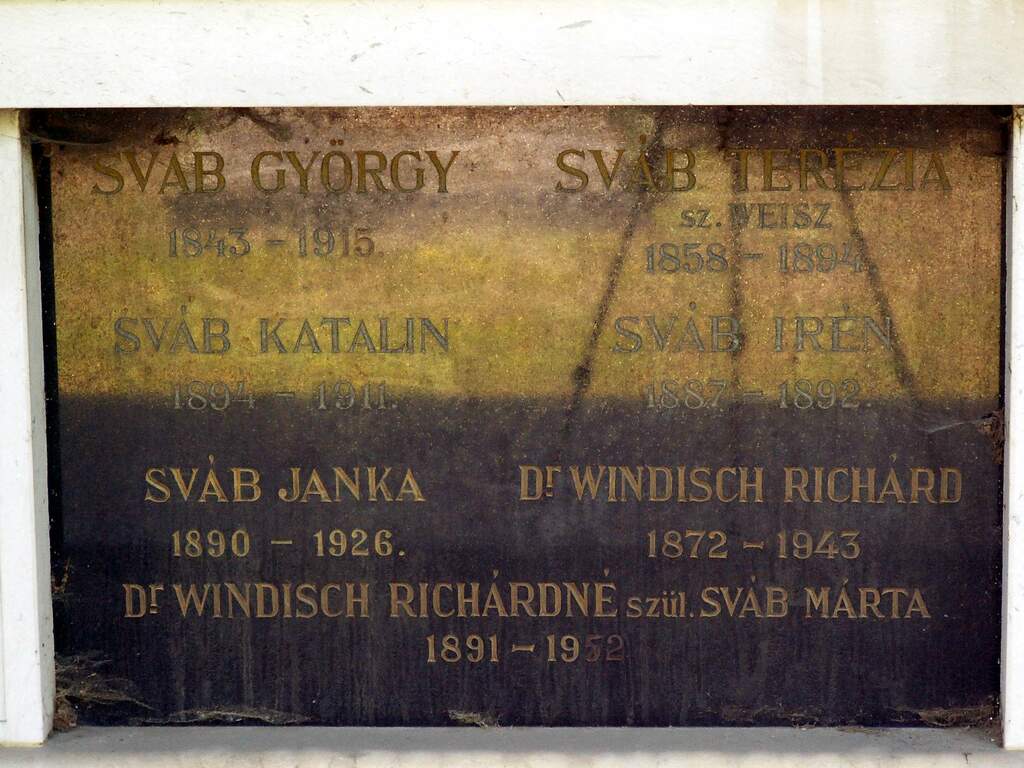 SVÁB GYÖRGY
1843 - 1915.
SVÁB TERÉZIA
SZ. WEISZ
1858 - 1894
SVÁB KATALIN
1894 - 1911.
SVÁB IRÉN
1887 - 1892.
SVÁB JANKA
1890 - 1926.
Dr WINDISCH RICHÁRD
1872 - 1943
Dr WINDISCH RICHÁRDNÉ szül. SVÁB MÁRTA
1891 - 1952